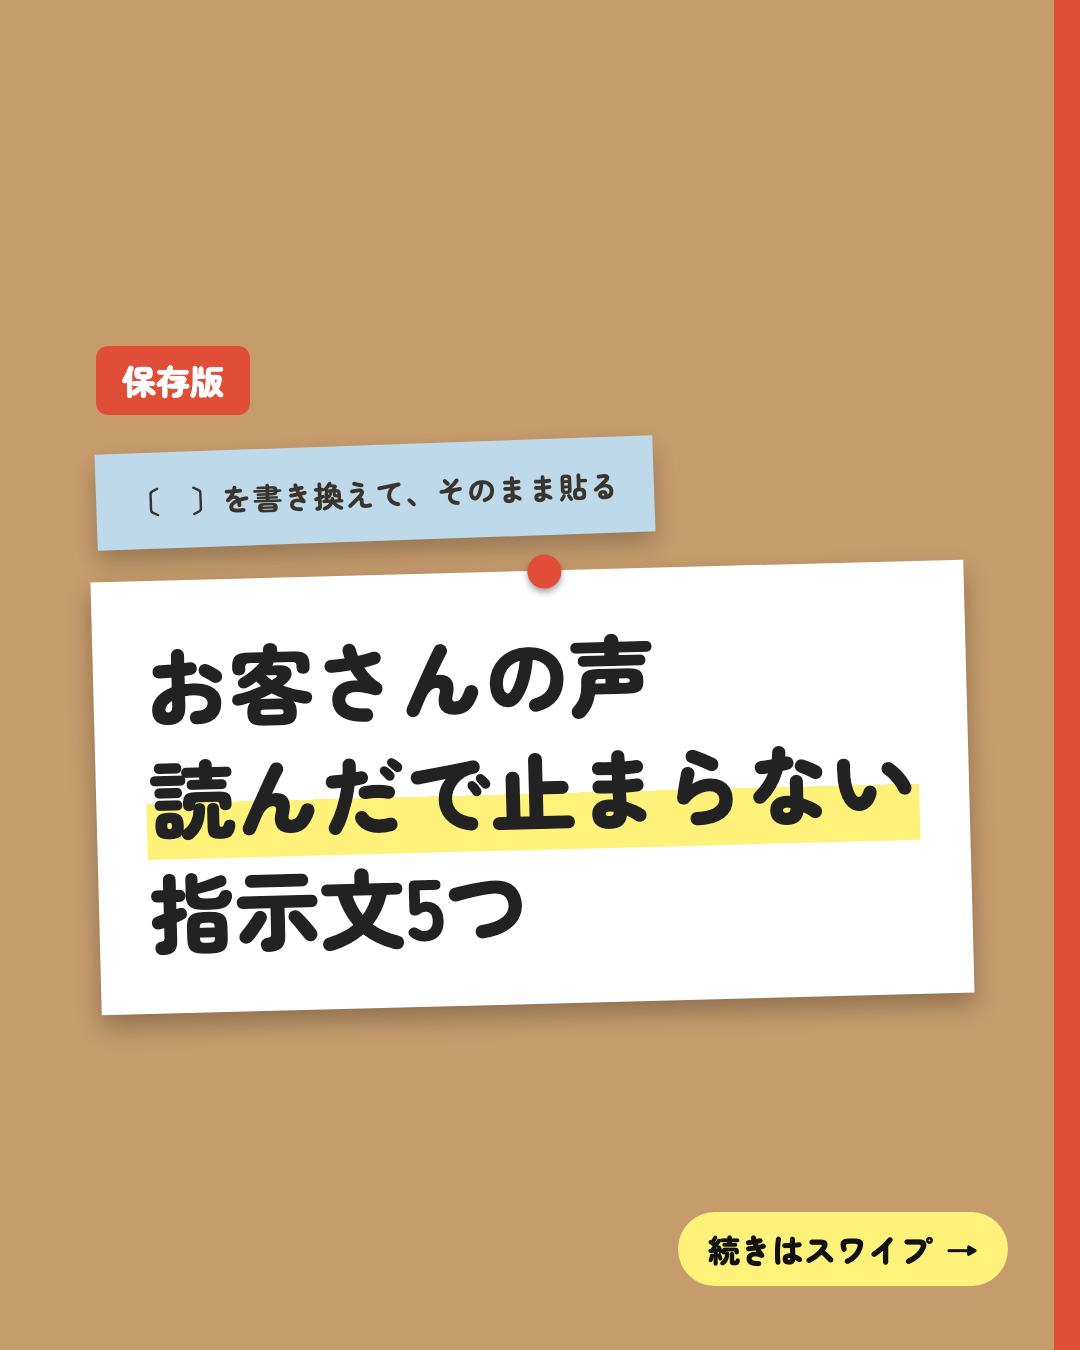 保存版
〔　〕を書き換えて、そのまま貼る
お客さんの声
読んだで止まらない
指示文5つ
続きはスワイプ →